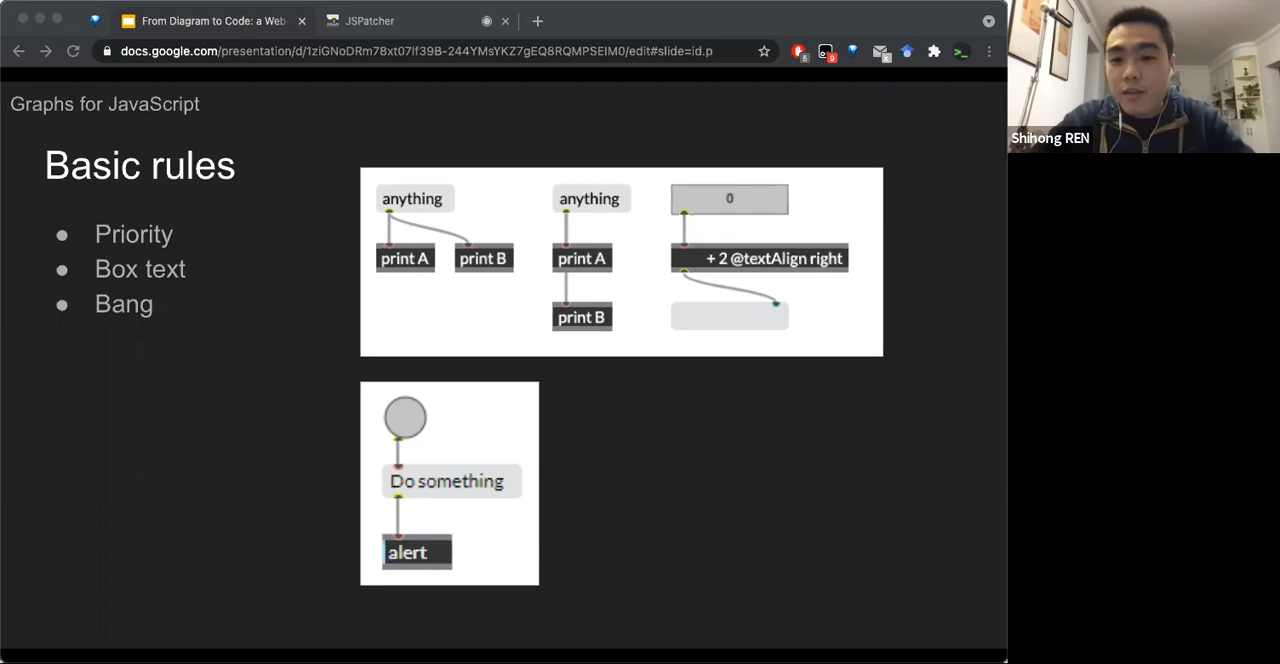 From Diagram to Code: a Web-
JSPatcher
docs.google.com/presentation/d/1ziGNoDRm78xt07lf39B-244YMsYKZ7gEQ8RQMPSEIM0/edit#slide=id.p
5
9
x
>_
Graphs for JavaScript
Basic rules
● Priority
● Box text
● Bang
anything
print A
print B
anything
print A
print B
0
+ 2 @textAlign right
Do something
alert
Shihong REN